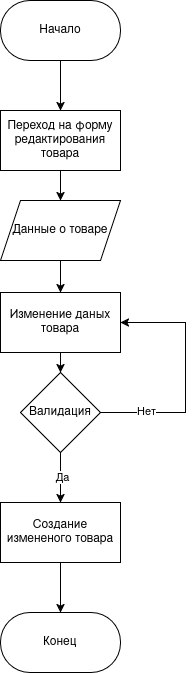 Начало
Переход на форму
редактирования
товара
Данные о товаре
Изменение даных
товара
Валидация
Нет
Да
Создание
измененого товара
Конец